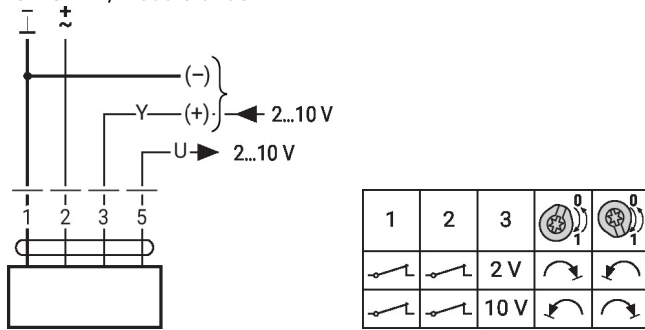 − +
⊥ ~
(−)
Y (+) 2...10 V
U 2...10 V
1 2 3 5
1 2 3 0 1 0 1
2 V
10 V